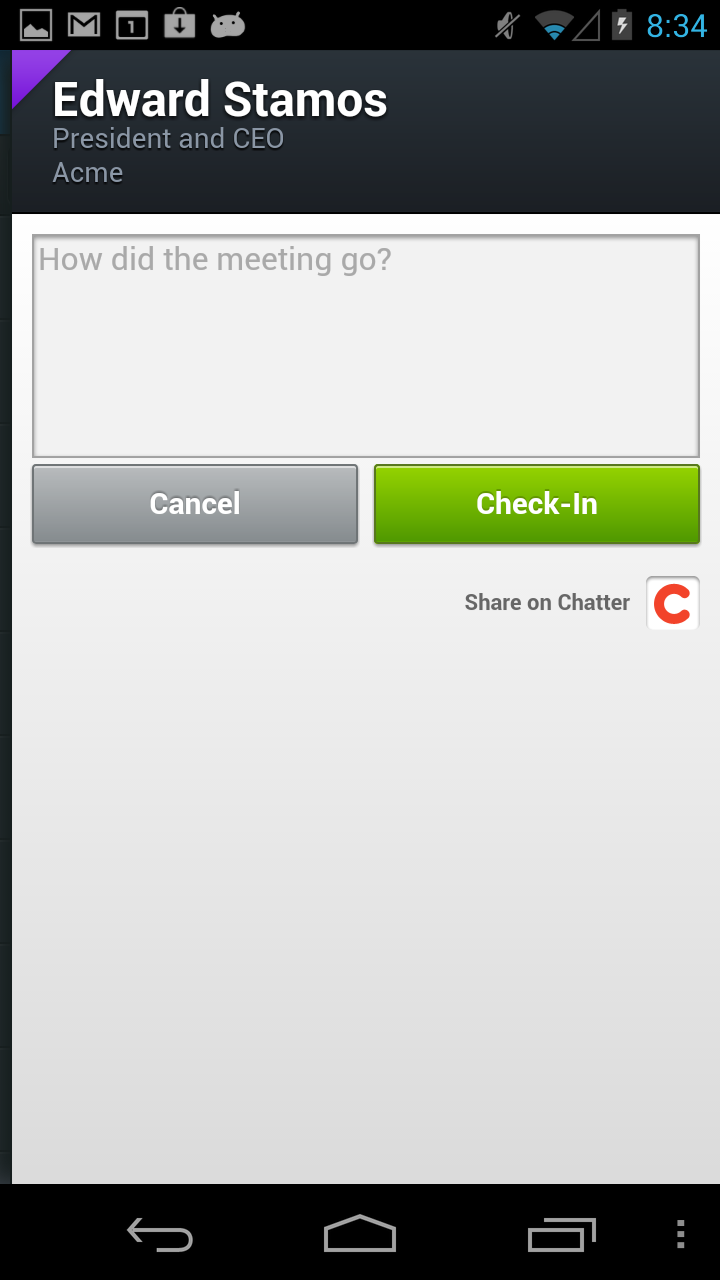 8:34
Edward Stamos
President and CEO
Acme
How did the meeting go?
Cancel
Check-In
Share on Chatter